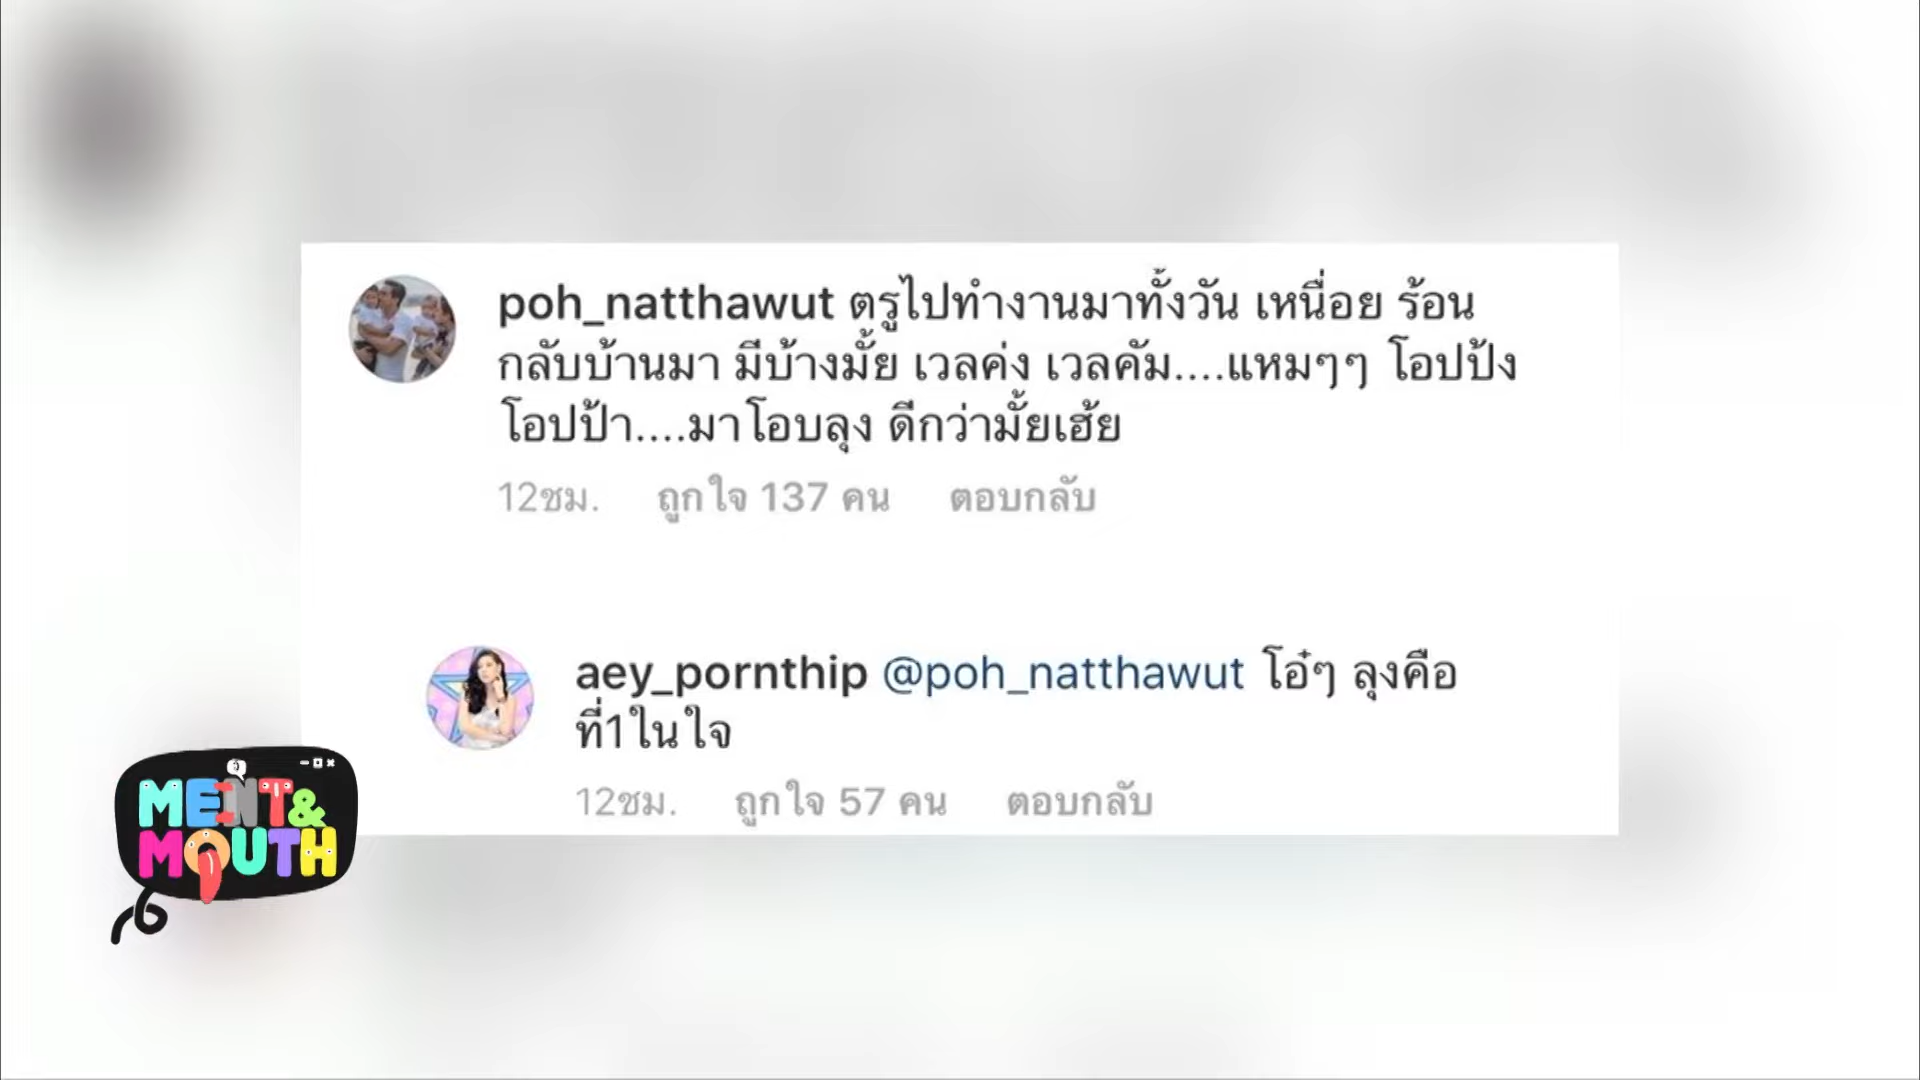 poh_natthawut ตรูไปทำงานมาทั้งวัน เหนื่อย ร้อน
กลับบ้านมา มีบ้างมั้ย เวลค่ง เวลคัม....แหมๆๆ โอปป้ง
โอปป้า....มาโอบลุง ดีกว่ามั้ยเฮ้ย
12ชม. ถูกใจ 137 คน ตอบกลับ
aey_pornthip @poh_natthawut โอ๋ๆ ลุงคือ
ที่1ในใจ
12ชม. ถูกใจ 57 คน ตอบกลับ
MENT&
MOUTH